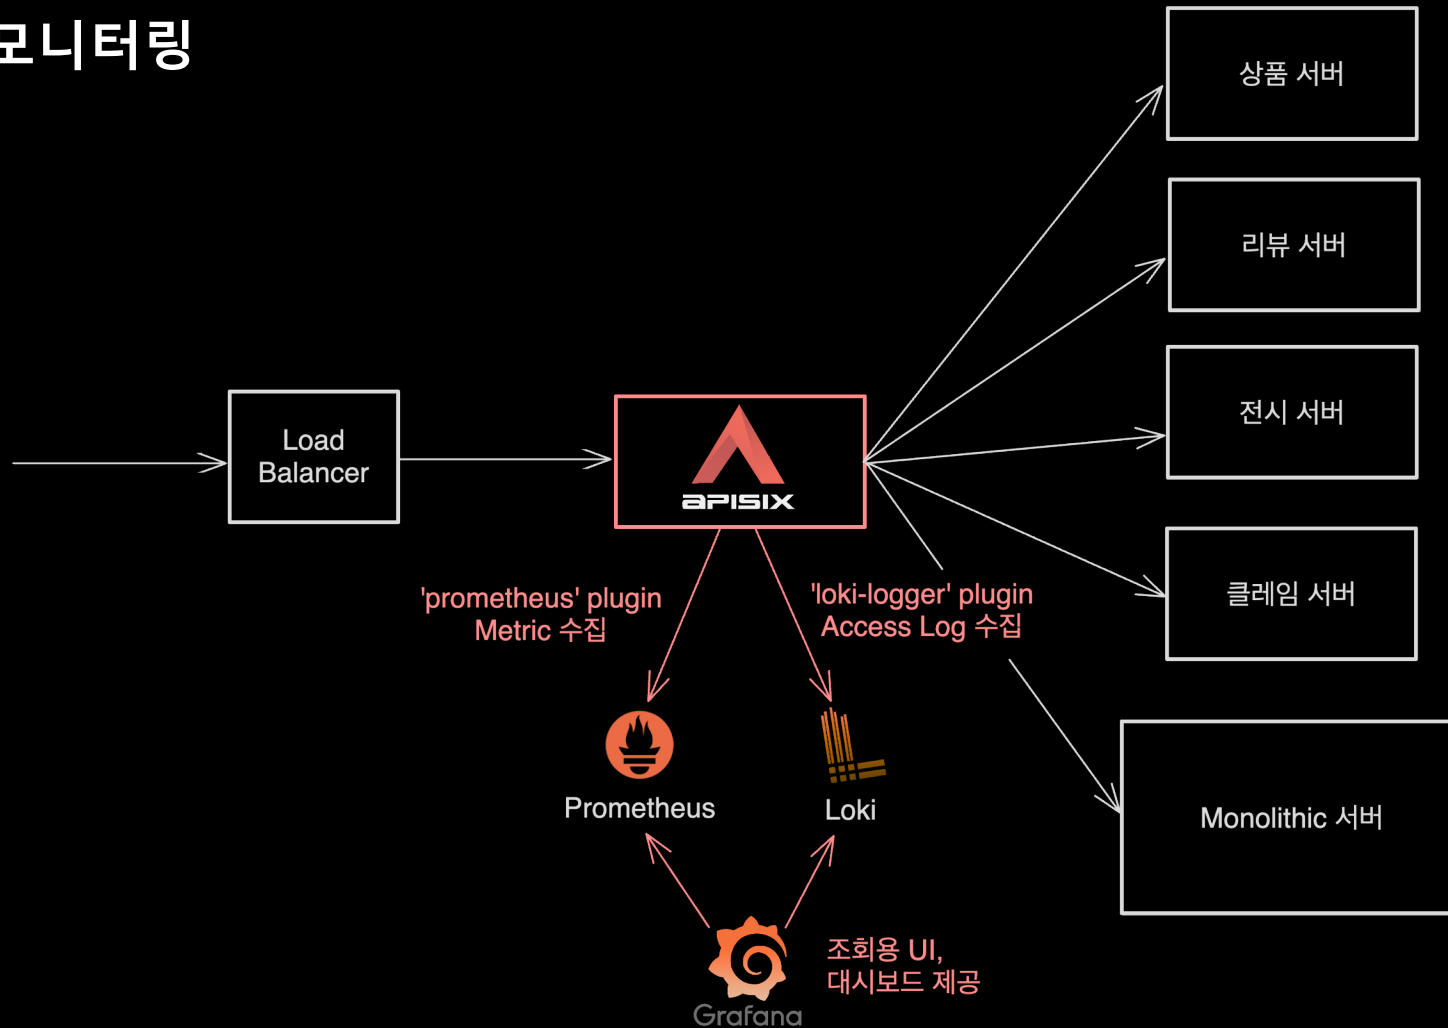 모니터링
상품 서버
리뷰 서버
전시 서버
클레임 서버
Monolithic 서버
Load
Balancer
apisix
'prometheus' plugin
Metric 수집
'loki-logger' plugin
Access Log 수집
Prometheus
Loki
조회용 UI,
대시보드 제공
Grafana